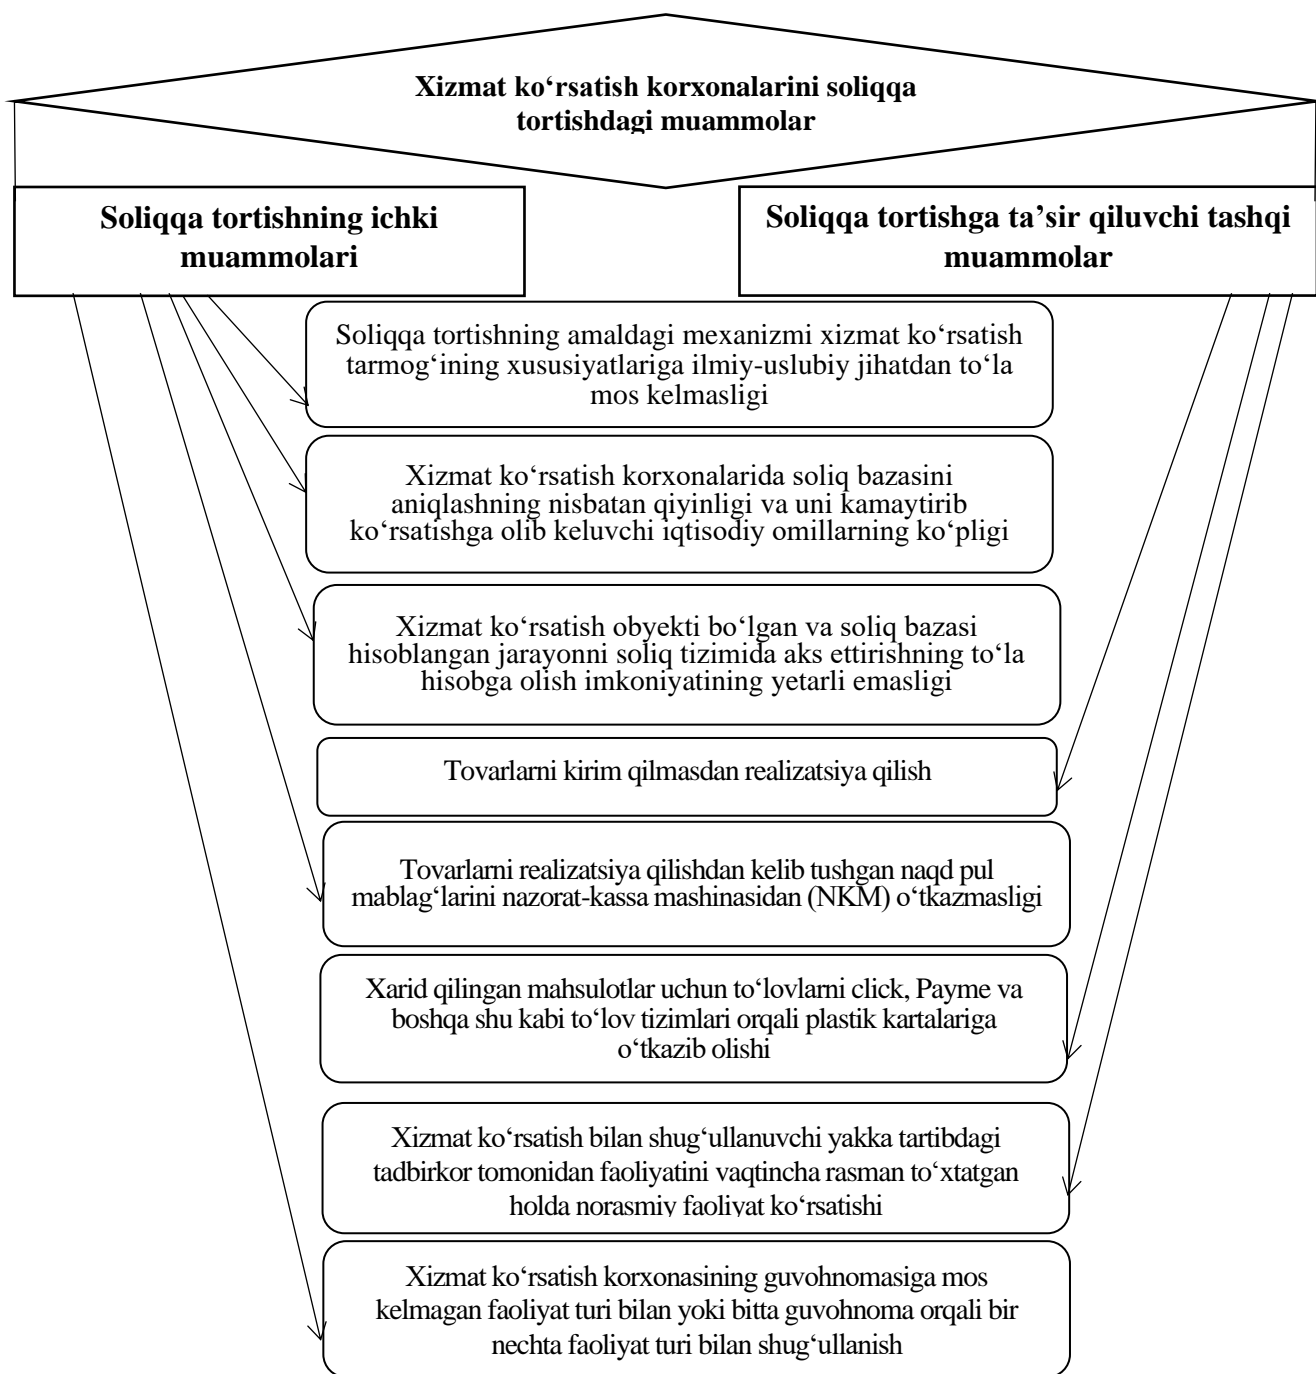 Xizmat ko‘rsatish korxonalarini soliqqa
tortishdagi muammolar
Soliqqa tortishning ichki
muammolari
Soliqqa tortishga ta’sir qiluvchi tashqi
muammolar
Soliqqa tortishning amaldagi mexanizmi xizmat ko‘rsatish
tarmog‘ining xususiyatlariga ilmiy-uslubiy jihatdan to‘la
mos kelmasligi
Xizmat ko‘rsatish korxonalarida soliq bazasini
aniqlashning nisbatan qiyinligi va uni kamaytirib
ko‘rsatishga olib keluvchi iqtisodiy omillarning ko‘pligi
Xizmat ko‘rsatish obyekti bo‘lgan va soliq bazasi
hisoblangan jarayonni soliq tizimida aks ettirishning to‘la
hisobga olish imkoniyatining yetarli emasligi
Tovarlarni kirim qilmasdan realizatsiya qilish
Tovarlarni realizatsiya qilishdan kelib tushgan naqd pul
mablag‘larini nazorat-kassa mashinasidan (NKM) o‘tkazmasligi
Xarid qilingan mahsulotlar uchun to‘lovlarni click, Payme va
boshqa shu kabi to‘lov tizimlari orqali plastik kartalariga
o‘tkazib olishi
Xizmat ko‘rsatish bilan shug‘ullanuvchi yakka tartibdagi
tadbirkor tomonidan faoliyatini vaqtincha rasman to‘xtatgan
holda norasmiy faoliyat ko‘rsatishi
Xizmat ko‘rsatish korxonasining guvohnomasiga mos
kelmagan faoliyat turi bilan yoki bitta guvohnoma orqali bir
nechta faoliyat turi bilan shug‘ullanish